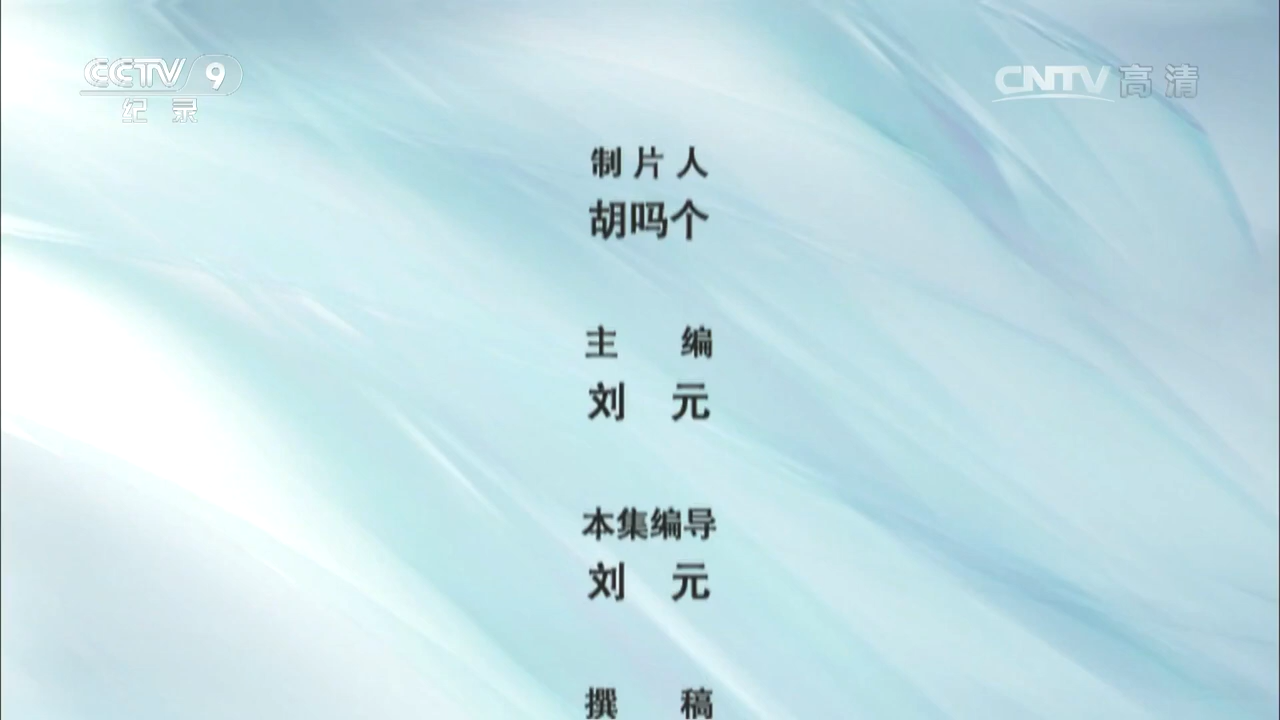 CCTV 9
纪录
CNTV 高清
制片人
胡吗个
主 编
刘 元
本集编导
刘 元
撰 稿